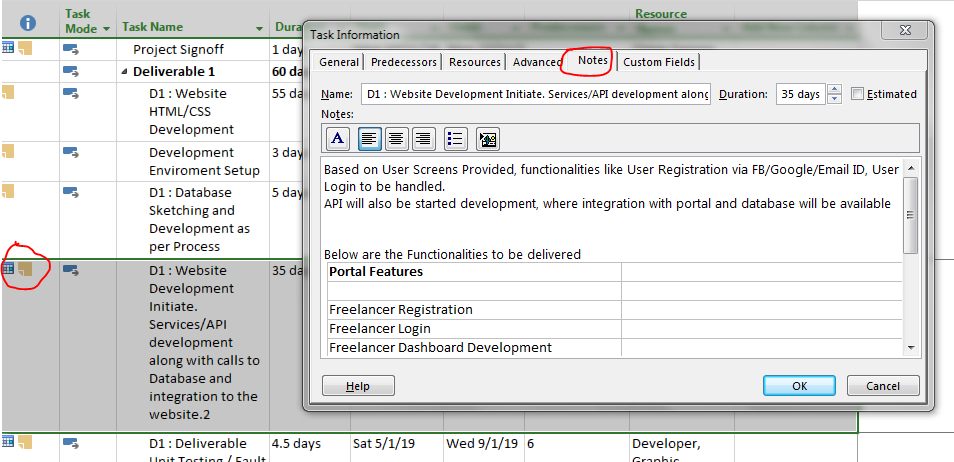 Task
Mode
Task Name
Dura
Resource
Project Signoff
1 day
Deliverable 1
60 da
D1 : Website
HTML/CSS
Development
55 da
Development
Enviroment Setup
3 day
D1 : Database
Sketching and
Development as
per Process
5 day
D1 : Website
Development
Initiate.
Services/API
development
along with calls to
Database and
integration to the
website.2
35 da
D1 : Deliverable
Unit Testing / Fault
4.5 days
Sat 5/1/19
Wed 9/1/19
6
Developer,
Graphic
Task Information
General
Predecessors
Resources
Advanced
Notes
Custom Fields
Name:
D1 : Website Development Initiate. Services/API development along
Duration:
35 days
Estimated
Notes:
A
Based on User Screens Provided, functionalities like User Registration via FB/Google/Email ID, User
Login to be handled.
API will also be started development, where integration with portal and database will be available
Below are the Functionalities to be delivered
Portal Features
Freelancer Registration
Freelancer Login
Freelancer Dashboard Development
Help
OK
Cancel